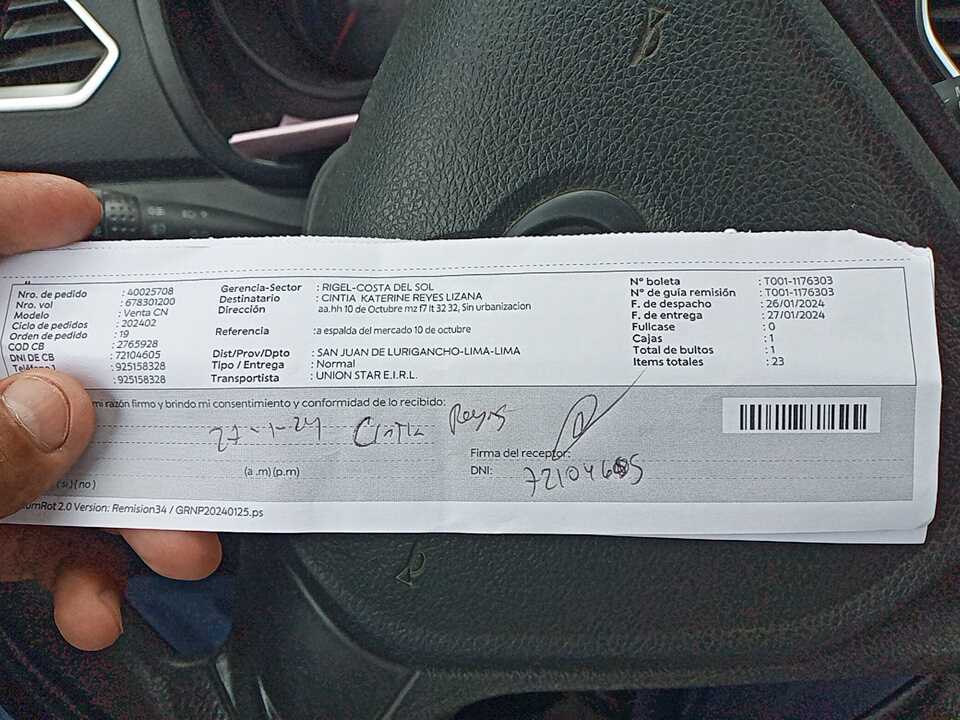 Nro. de pedido : 40025708
Nro. vol : 678301200
Modelo : Venta CN
Ciclo de pedidos : 202402
Orden de pedido : 19
COD CB : 2765928
DNI DE CB : 72104605
Teléfono 1 : 925158328
: 925158328
Gerencia-Sector : RIGEL-COSTA DEL SOL
Destinatario : CINTIA KATERINE REYES LIZANA
Dirección : aa.hh 10 de Octubre mz f7 lt 32 32, Sin urbanizacion
Referencia : a espalda del mercado 10 de octubre
Dist/Prov/Dpto : SAN JUAN DE LURIGANCHO-LIMA-LIMA
Tipo / Entrega : Normal
Transportista : UNION STAR E.I.R.L.
N° boleta : T001-1176303
N° de guía remisión : T001-1176303
F. de despacho : 26/01/2024
F. de entrega : 27/01/2024
Fullcase : 0
Cajas : 1
Total de bultos : 1
Items totales : 23
mi razón firmo y brindo mi consentimiento y conformidad de lo recibido:
27-1-24 Cintia Reyes
Firma del receptor:
(a .m) (p.m)
DNI: 72104605
(si) (no)
Version: Remision34 / GRNP20240125.ps